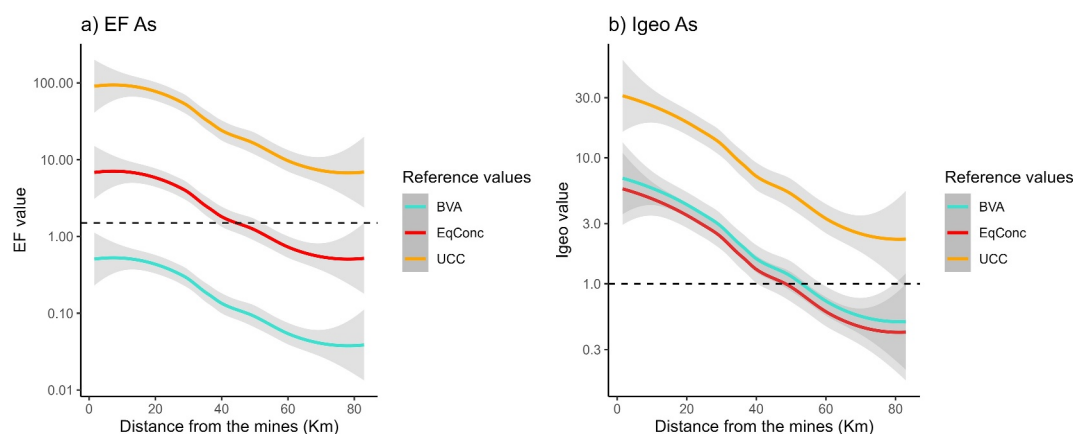 a) EF As
EF value
100.00
10.00
1.00
0.10
0.01
0
20
40
60
80
Distance from the mines (Km)
Reference values
BVA
EqConc
UCC
b) Igeo As
Igeo value
30.0
10.0
3.0
1.0
0.3
0
20
40
60
80
Distance from the mines (Km)
Reference values
BVA
EqConc
UCC